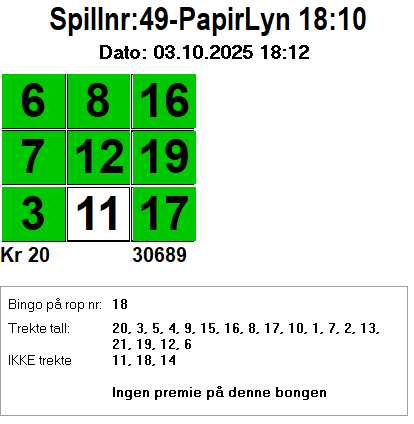 Spillnr:49-PapirLyn 18:10
Dato: 03.10.2025 18:12
6 8 16
7 12 19
3 11 17
Kr 20 30689
Bingo på rop nr: 18
Trekte tall: 20, 3, 5, 4, 9, 15, 16, 8, 17, 10, 1, 7, 2, 13,
21, 19, 12, 6
IKKE trekte 11, 18, 14
Ingen premie på denne bongen